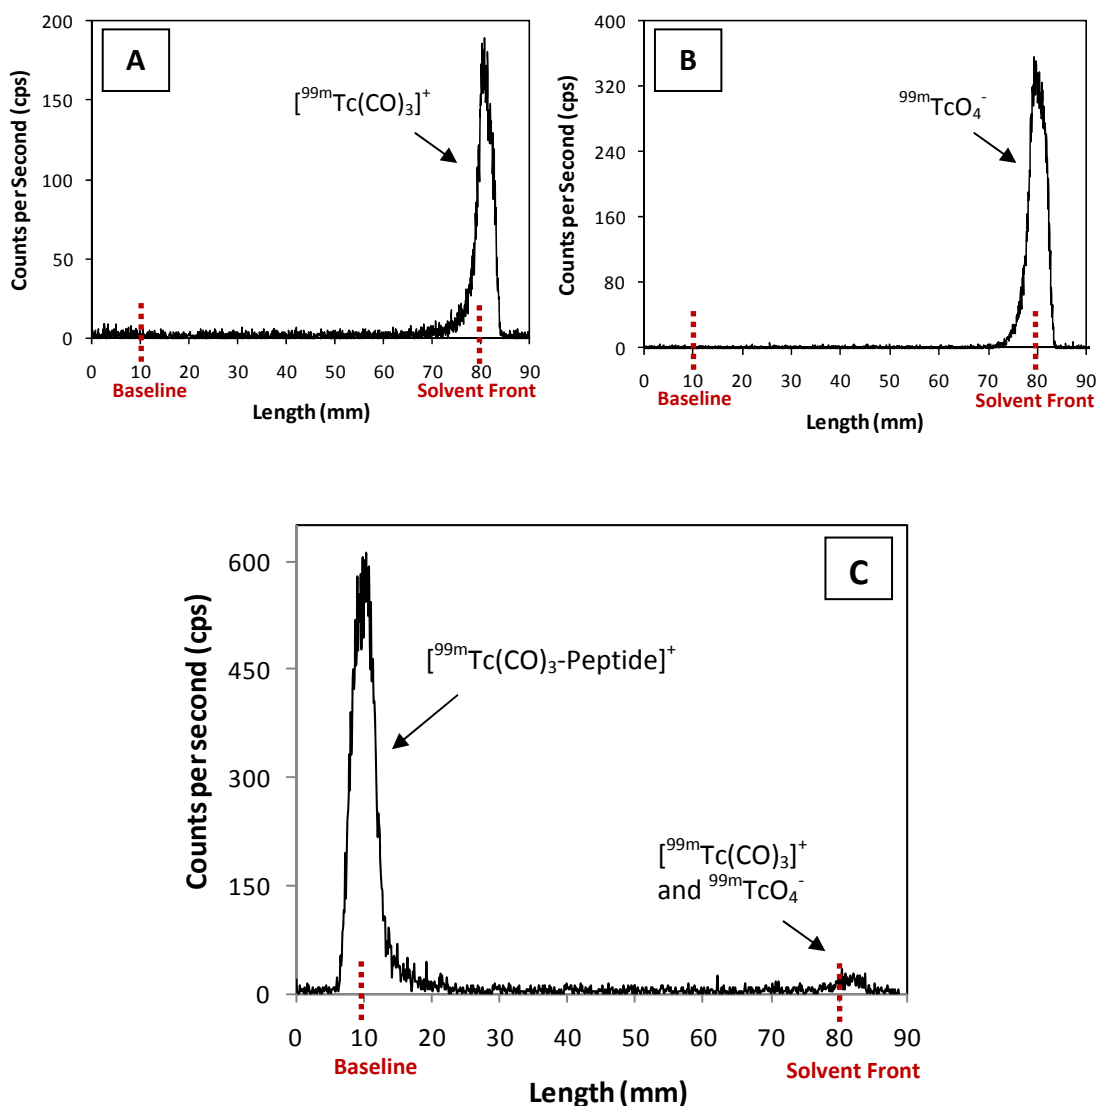 A
Counts per Second (cps)
200
150
100
50
0
[⁹⁹ᵐTc(CO)₃]⁺
0 10 20 30 40 50 60 70 80 90
Baseline
Solvent Front
Length (mm)
B
Counts per Second (cps)
400
320
240
160
80
0
⁹⁹ᵐTcO₄⁻
0 10 20 30 40 50 60 70 80 90
Baseline
Solvent Front
Length (mm)
C
Counts per second (cps)
600
450
300
150
0
[⁹⁹ᵐTc(CO)₃-Peptide]⁺
[⁹⁹ᵐTc(CO)₃]⁺
and ⁹⁹ᵐTcO₄⁻
0 10 20 30 40 50 60 70 80 90
Baseline
Solvent Front
Length (mm)